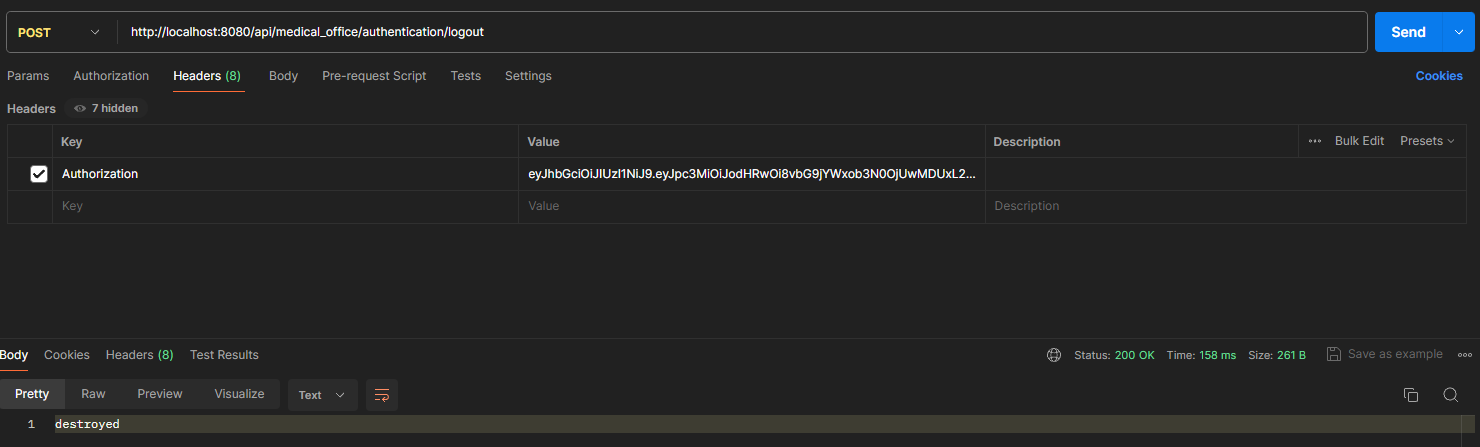 POST http://localhost:8080/api/medical_office/authentication/logout Send
Params Authorization Headers (8) Body Pre-request Script Tests Settings Cookies
Headers 7 hidden
Key Value Description ••• Bulk Edit Presets
Authorization eyJhbGciOiJIUzI1NiJ9.eyJpc3MiOiJodHRwOi8vbG9jYWxob3N0OjUwMDUxL2...
Key Value Description
Body Cookies Headers (8) Test Results Status: 200 OK Time: 158 ms Size: 261 B Save as example •••
Pretty Raw Preview Visualize Text
1 destroyed